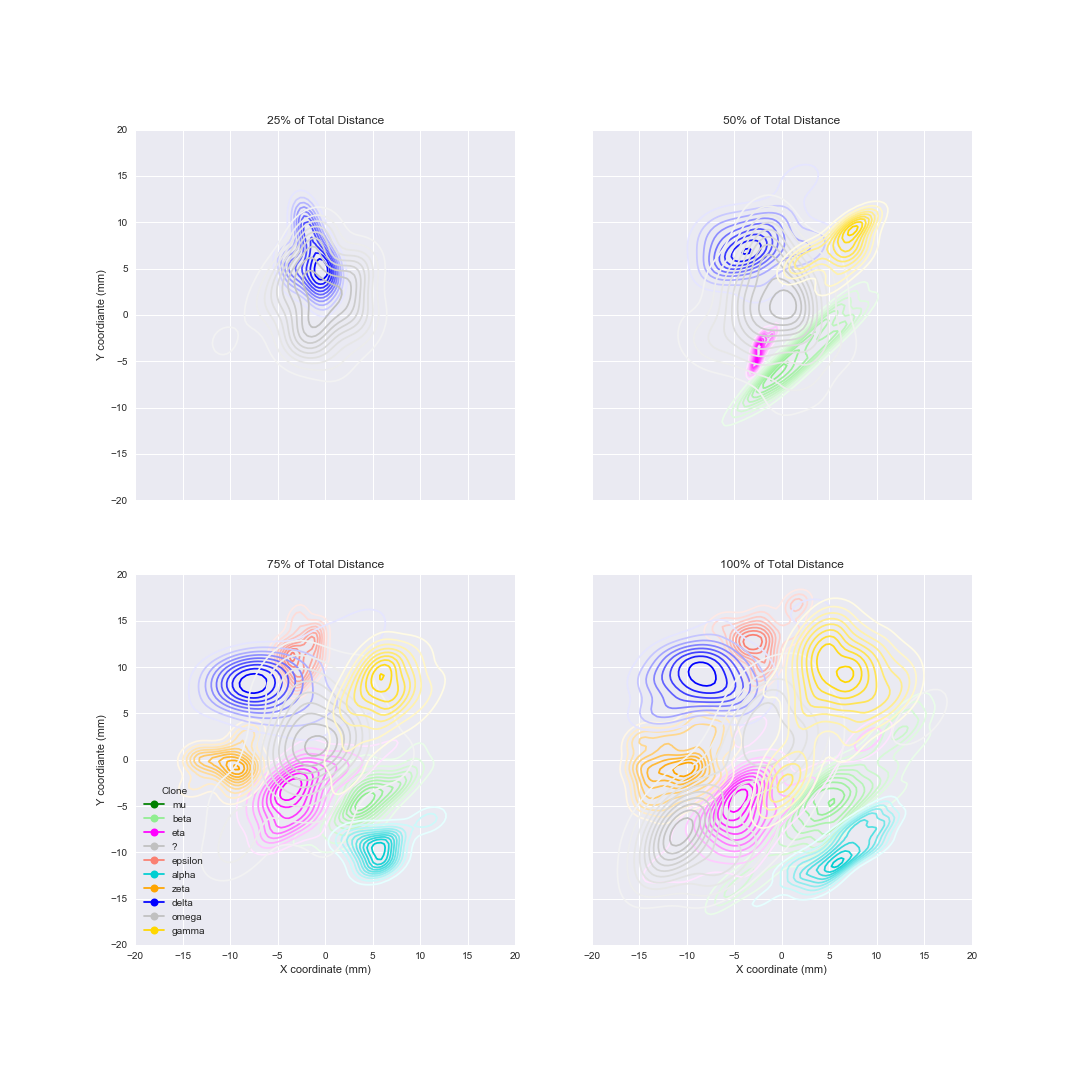 25% of Total Distance
50% of Total Distance
20
15
10
5
0
−5
−10
−15
−20
Y coordiante (mm)
75% of Total Distance
100% of Total Distance
20
15
10
5
0
−5
−10
−15
−20
Y coordiante (mm)
Clone
mu
beta
eta
?
epsilon
alpha
zeta
delta
omega
gamma
−20 −15 −10 −5 0 5 10 15 20
−20 −15 −10 −5 0 5 10 15 20
X coordinate (mm)
X coordinate (mm)